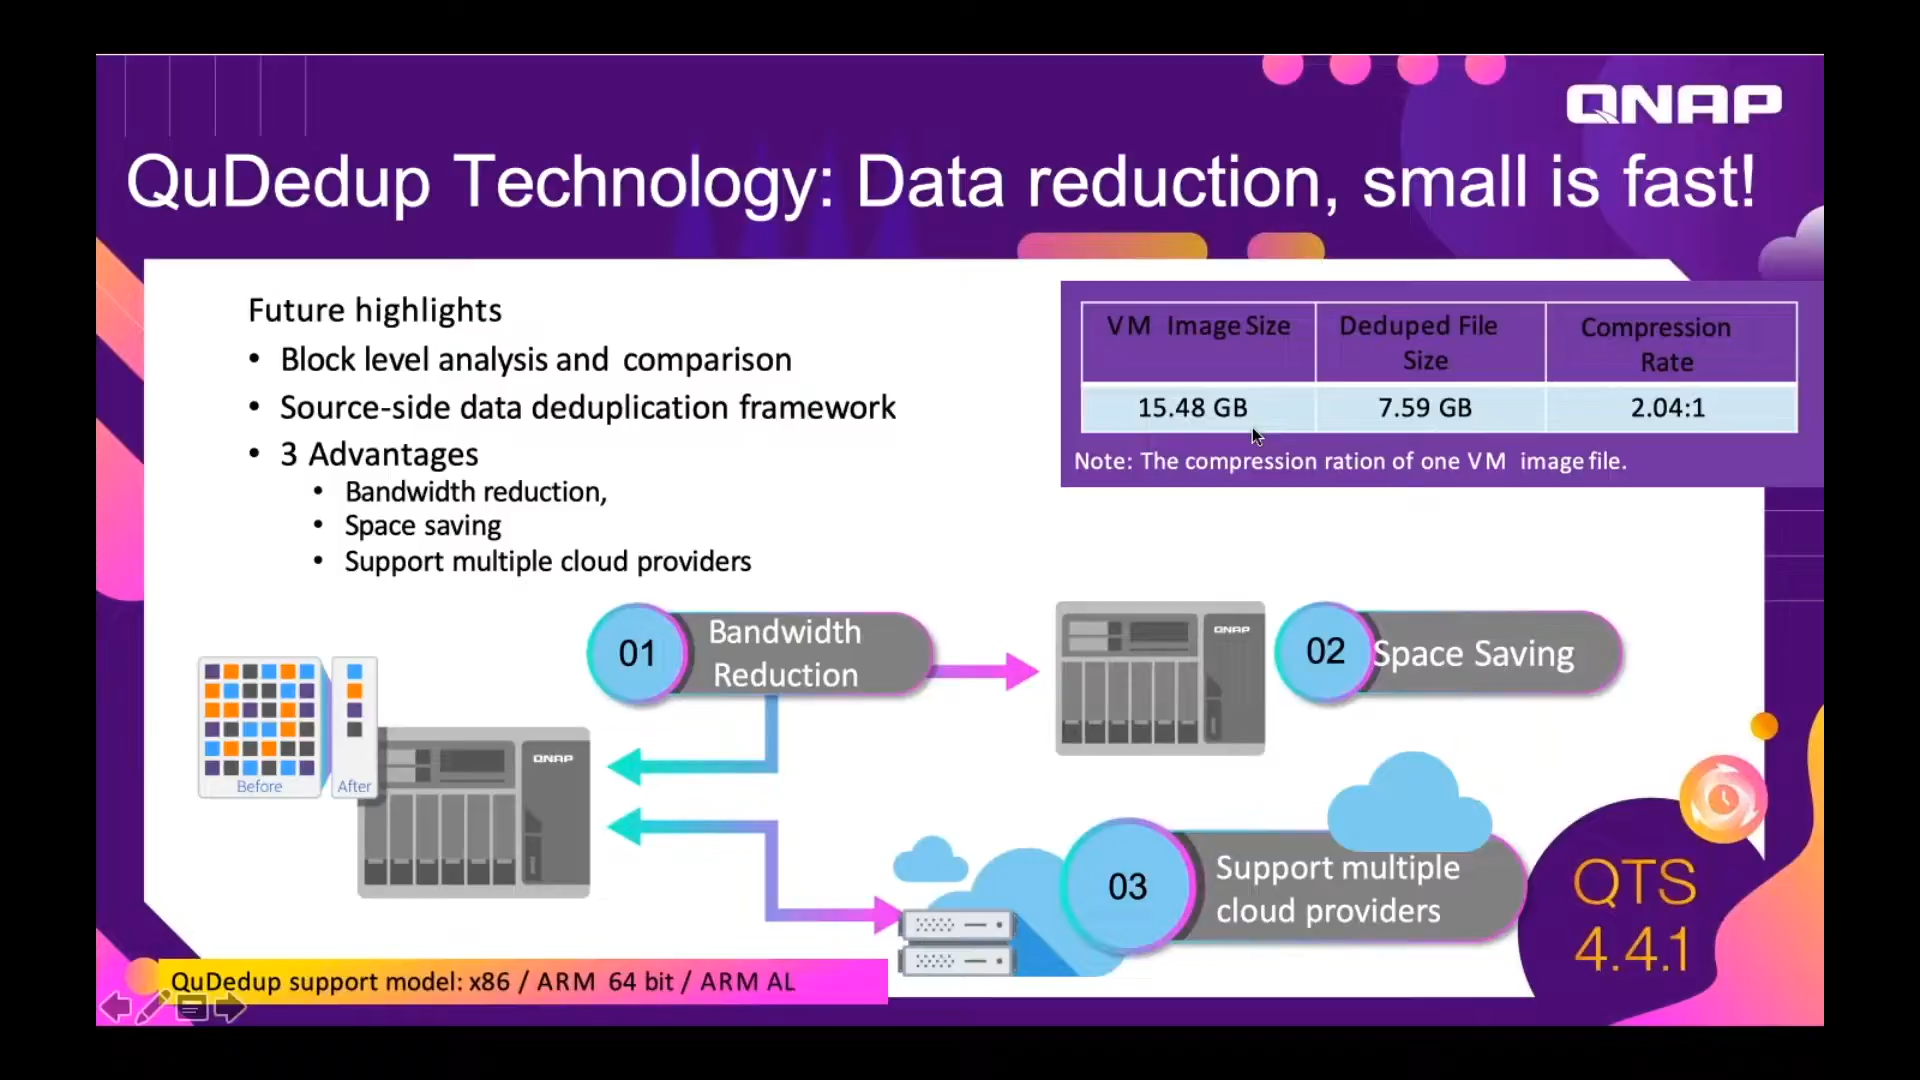 QNAP
QuDedup Technology: Data reduction, small is fast!
Future highlights
• Block level analysis and comparison
• Source-side data deduplication framework
• 3 Advantages
• Bandwidth reduction,
• Space saving
• Support multiple cloud providers
VM Image Size
Deduped File
Size
Compression
Rate
15.48 GB
7.59 GB
2.04:1
Note: The compression ration of one VM image file.
01
Bandwidth
Reduction
QNAP
02
Space Saving
Before
After
QNAP
03
Support multiple
cloud providers
QTS
4.4.1
QuDedup support model: x86 / ARM 64 bit / ARM AL